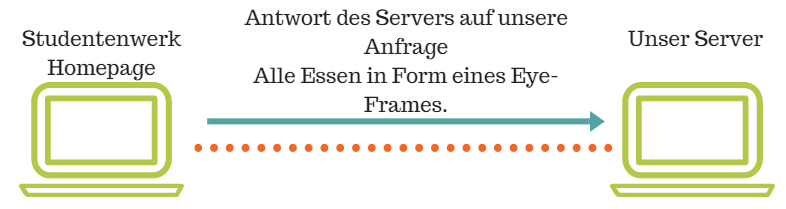 Studentenwerk
Homepage
Antwort des Servers auf unsere
Anfrage
Alle Essen in Form eines Eye-
Frames.
Unser Server